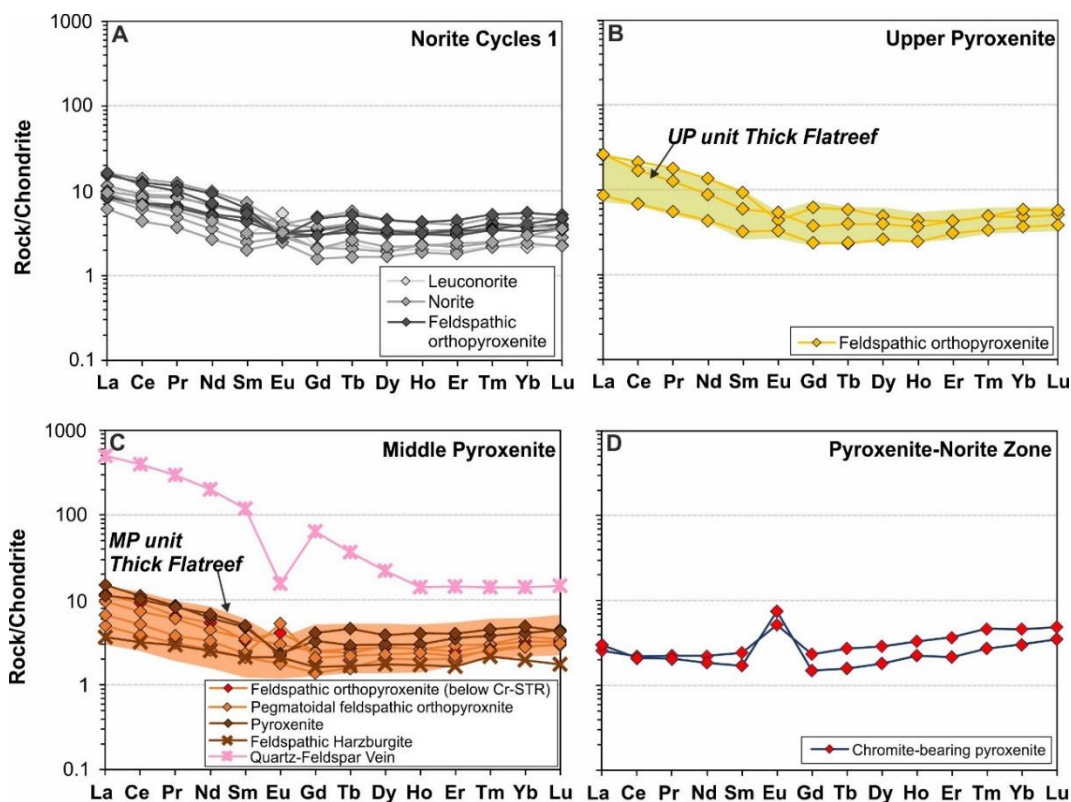 A
Norite Cycles 1
1000
100
10
1
0.1
Rock/Chondrite
Leuconorite
Norite
Feldspathic
orthopyroxenite
La Ce Pr Nd Sm Eu Gd Tb Dy Ho Er Tm Yb Lu
B
Upper Pyroxenite
UP unit Thick Flatreef
Feldspathic orthopyroxenite
La Ce Pr Nd Sm Eu Gd Tb Dy Ho Er Tm Yb Lu
C
Middle Pyroxenite
1000
100
10
1
0.1
Rock/Chondrite
MP unit
Thick Flatreef
Feldspathic orthopyroxenite (below Cr-STR)
Pegmatoidal feldspathic orthopyroxnite
Pyroxenite
Feldspathic Harzburgite
Quartz-Feldspar Vein
La Ce Pr Nd Sm Eu Gd Tb Dy Ho Er Tm Yb Lu
D
Pyroxenite-Norite Zone
Chromite-bearing pyroxenite
La Ce Pr Nd Sm Eu Gd Tb Dy Ho Er Tm Yb Lu